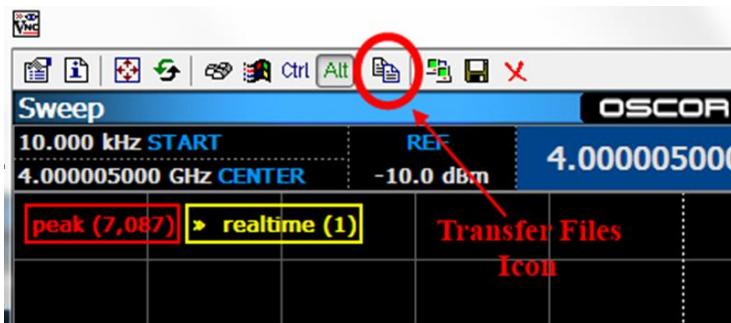 VNC
Ctrl Alt
Sweep OSCOR
10.000 kHz START REF 4.000005000
4.000005000 GHz CENTER -10.0 dBm
peak (7,087) » realtime (1) Transfer Files
Icon